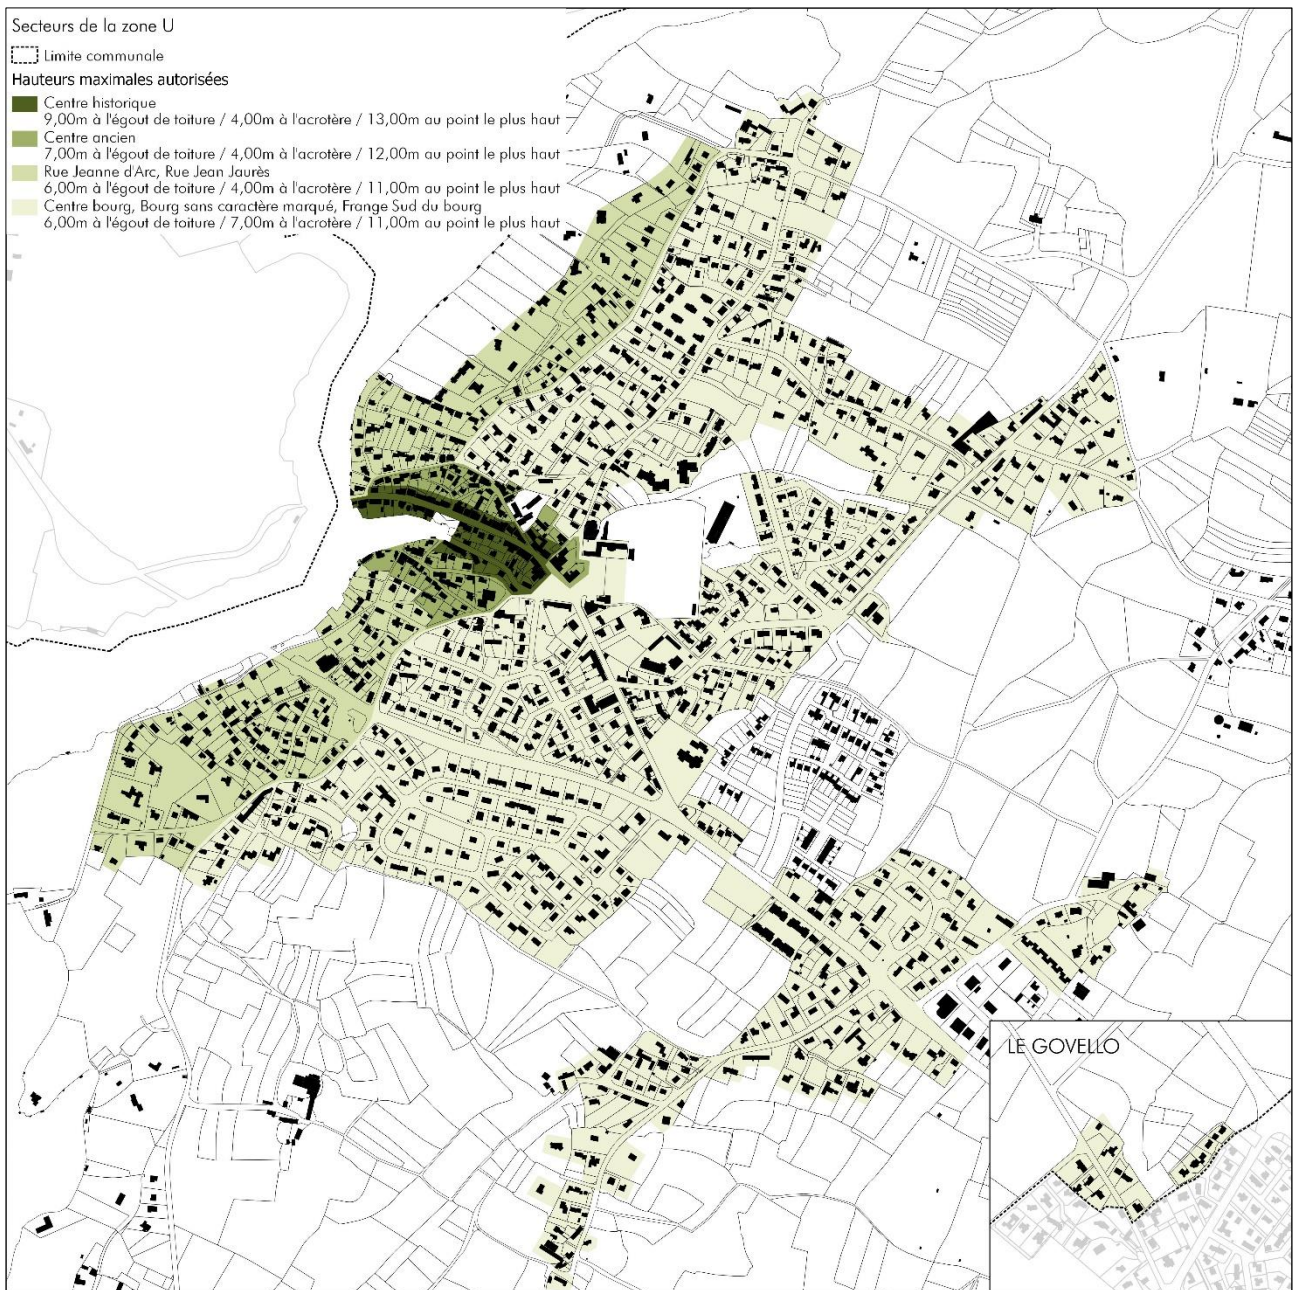 Secteurs de la zone U
Limite communale
Hauteurs maximales autorisées
Centre historique
9,00m à l'égout de toiture / 4,00m à l'acrotère / 13,00m au point le plus haut
Centre ancien
7,00m à l'égout de toiture / 4,00m à l'acrotère / 12,00m au point le plus haut
Rue Jeanne d'Arc, Rue Jean Jaurès
6,00m à l'égout de toiture / 4,00m à l'acrotère / 11,00m au point le plus haut
Centre bourg, Bourg sans caractère marqué, Frange Sud du bourg
6,00m à l'égout de toiture / 7,00m à l'acrotère / 11,00m au point le plus haut
LE GOVELLO